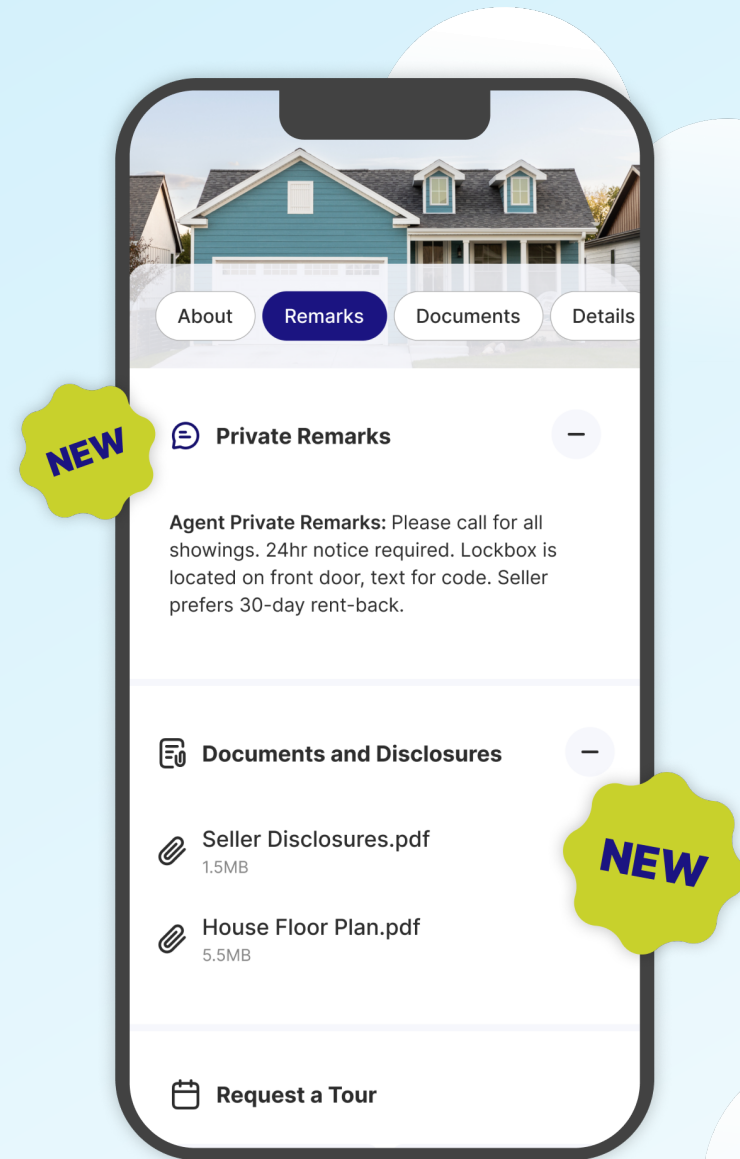 About
Remarks
Documents
Details
NEW
Private Remarks
Agent Private Remarks: Please call for all
showings. 24hr notice required. Lockbox is
located on front door, text for code. Seller
prefers 30-day rent-back.
Documents and Disclosures
Seller Disclosures.pdf
1.5MB
NEW
House Floor Plan.pdf
5.5MB
Request a Tour